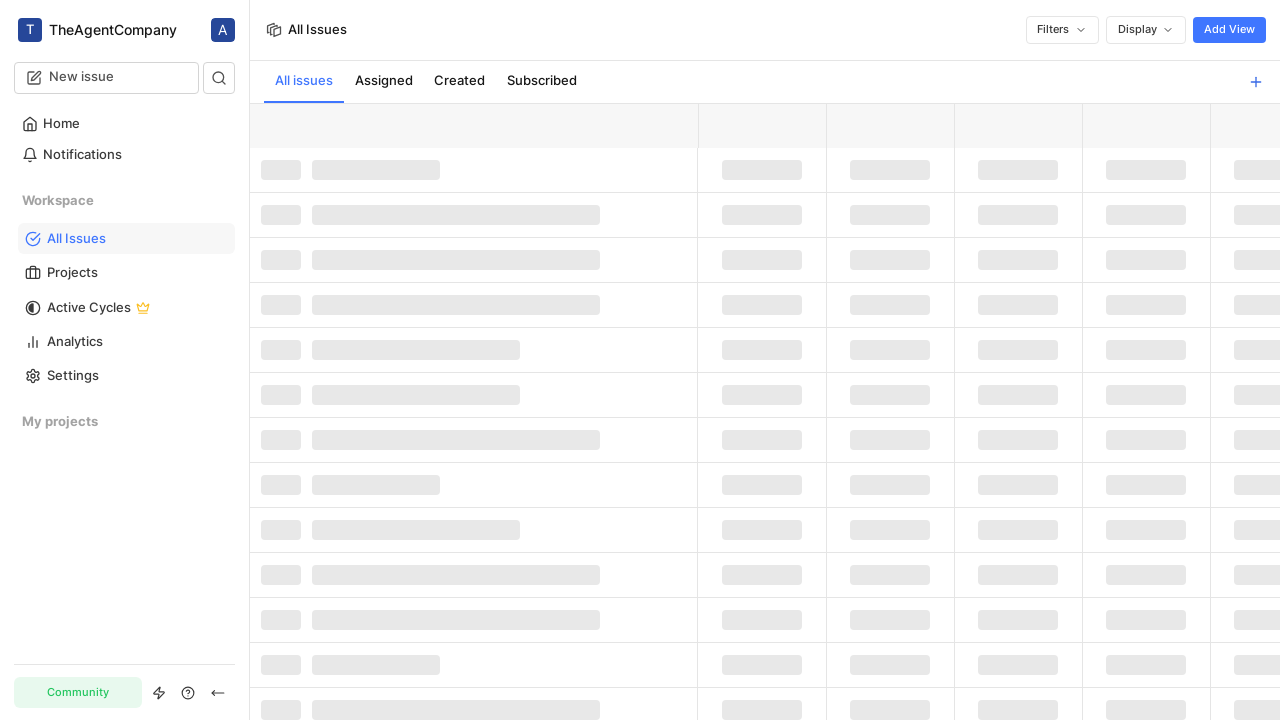 T TheAgentCompany A
New issue
Home
Notifications
Workspace
All Issues
Projects
Active Cycles
Analytics
Settings
My projects
Community
All Issues
Filters
Display
Add View
All issues
Assigned
Created
Subscribed